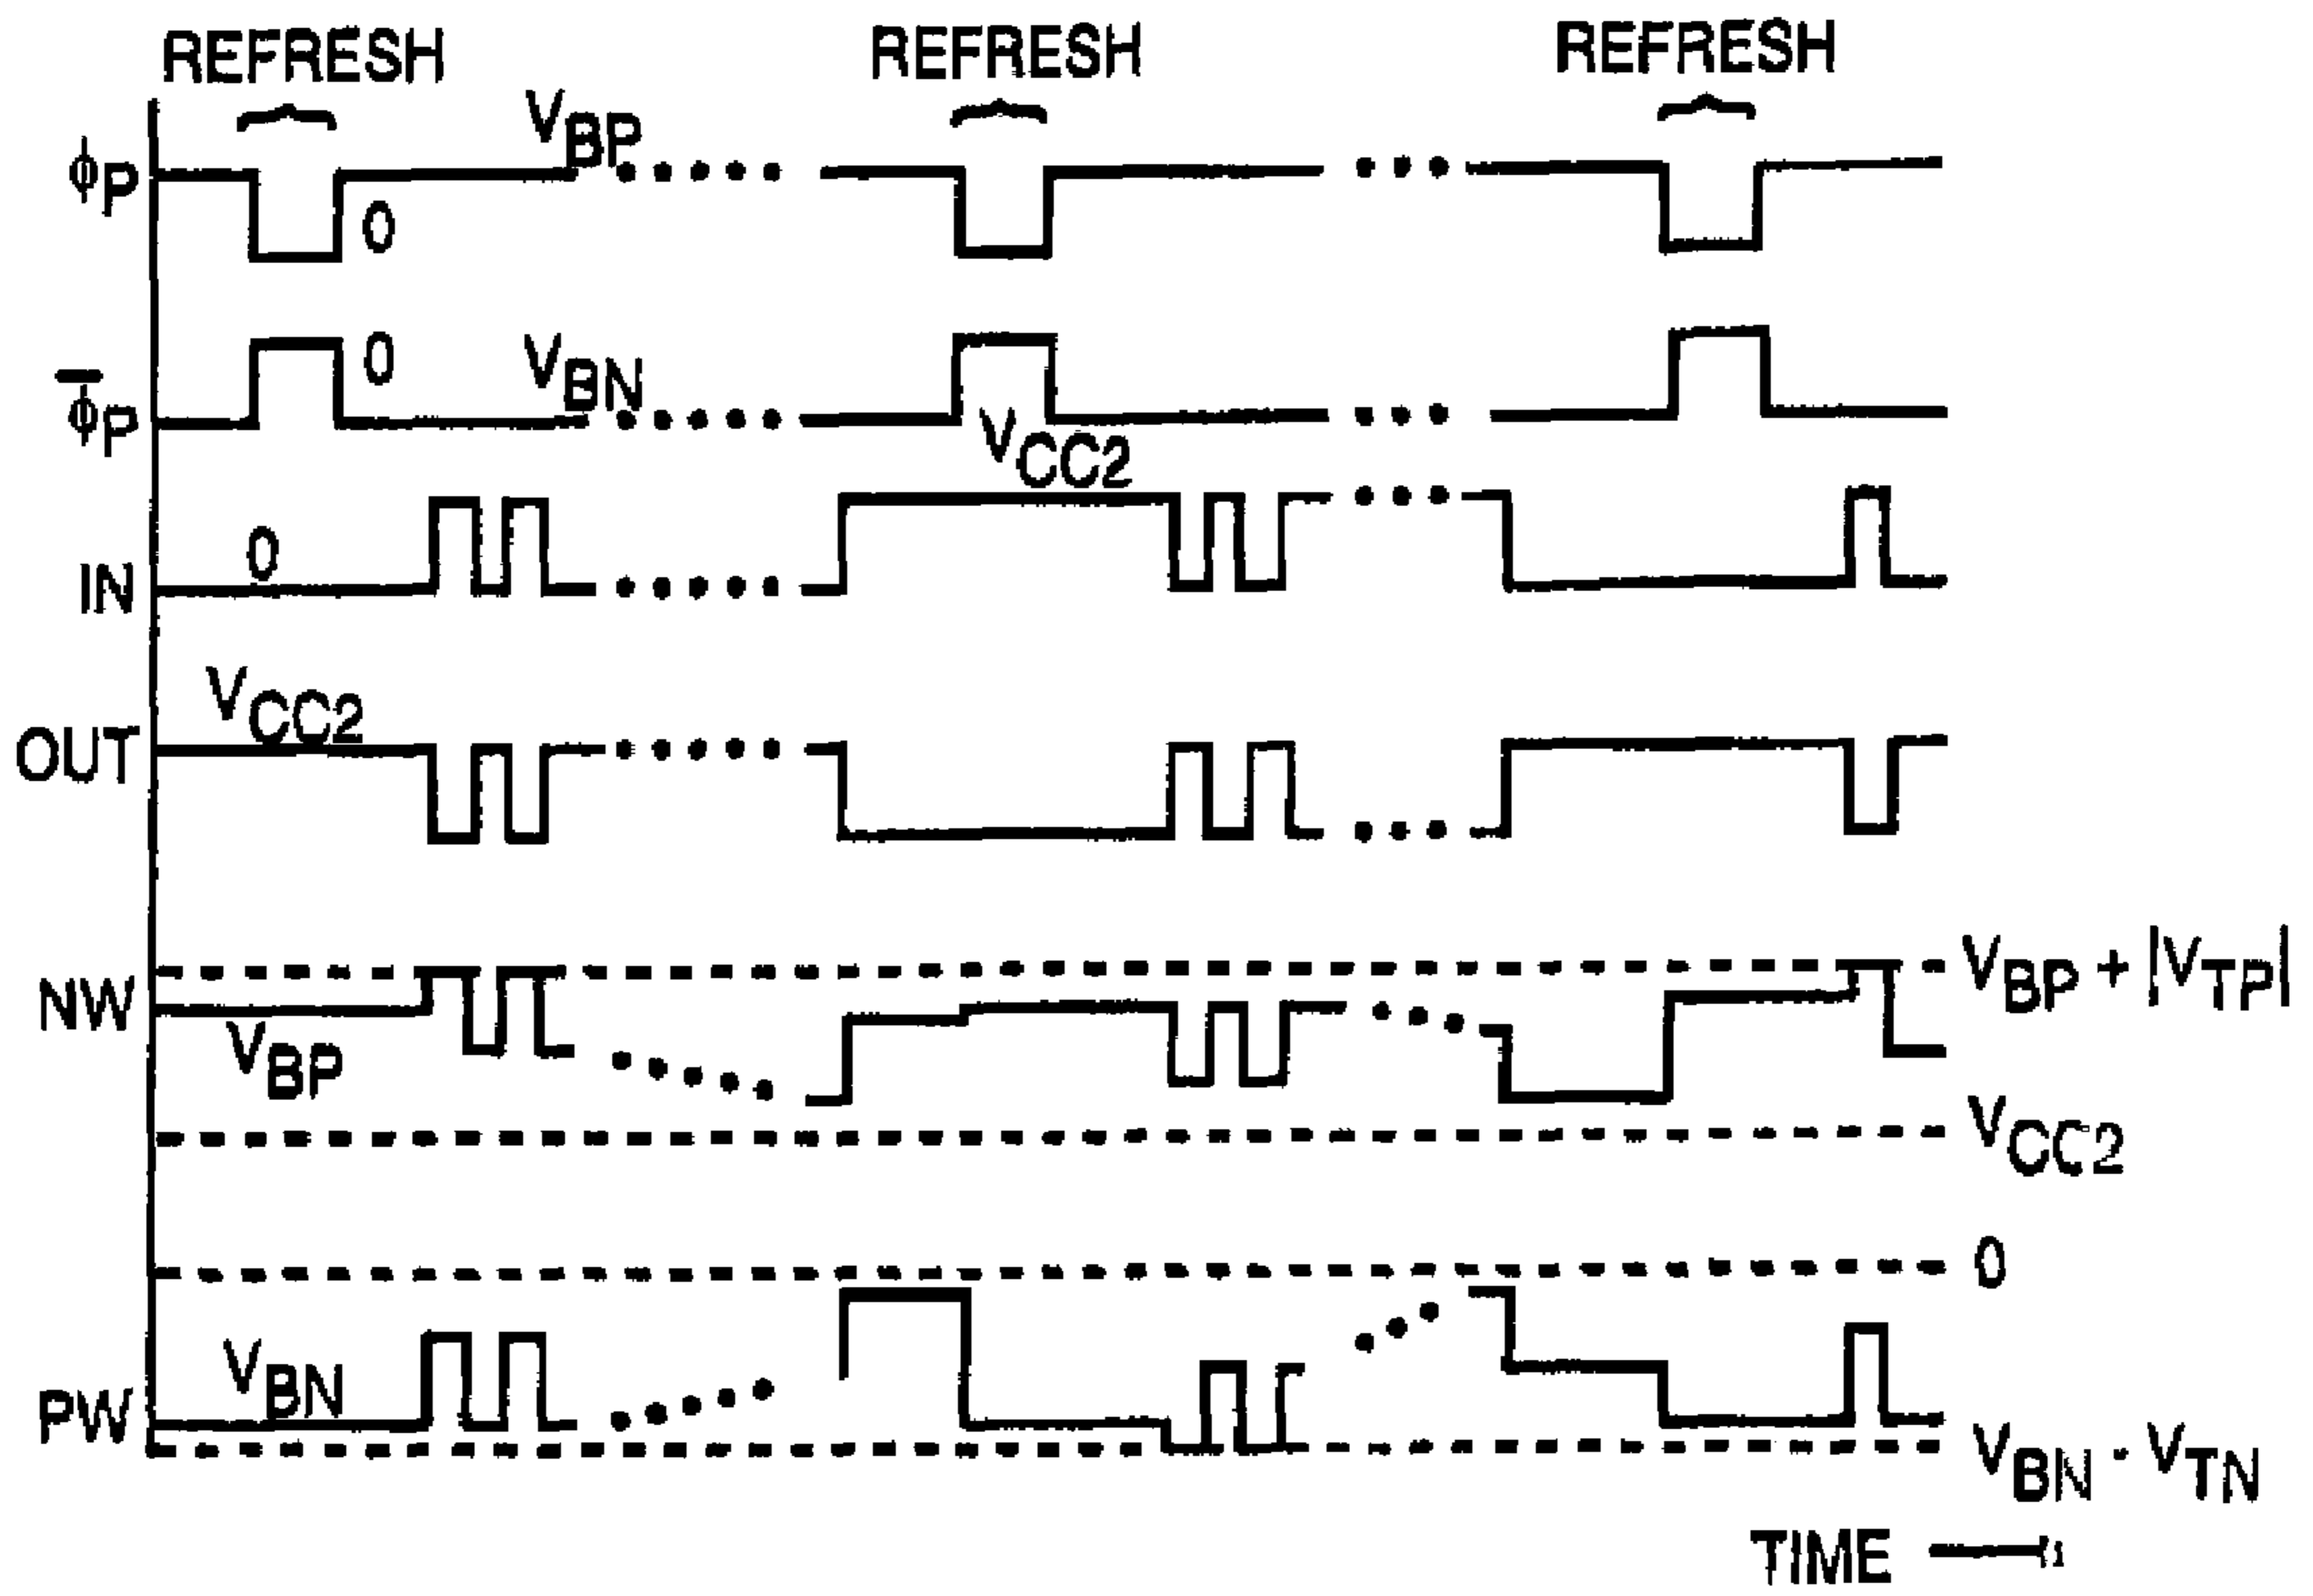 REFRESH REFRESH REFRESH
ϕP VBP
0
ϕ̅P 0 VBN
VCC2
IN 0
OUT VCC2
NW VBP VBP + |VTP|
VCC2
0
PW VBN
VBN - VTN
TIME →